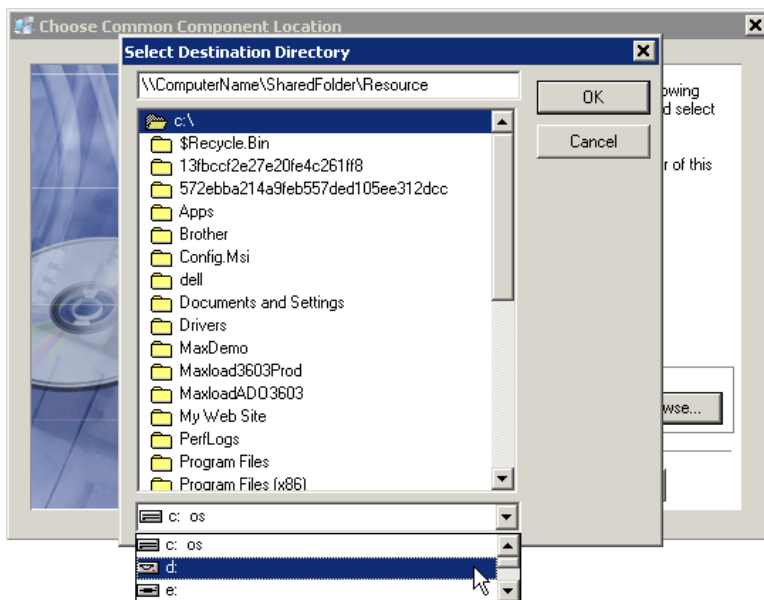 Choose Common Component Location
Select Destination Directory
\\ComputerName\SharedFolder\Resource
OK
Cancel
c:\
$Recycle.Bin
13fbccf2e27e20fe4c261ff8
572ebba214a9feb557ded105ee312dcc
Apps
Brother
Config.Msi
dell
Documents and Settings
Drivers
MaxDemo
Maxload3603Prod
MaxloadADO3603
My Web Site
PerfLogs
Program Files
Program Files (x86)
select
of this
c: os
c: os
d:
e: